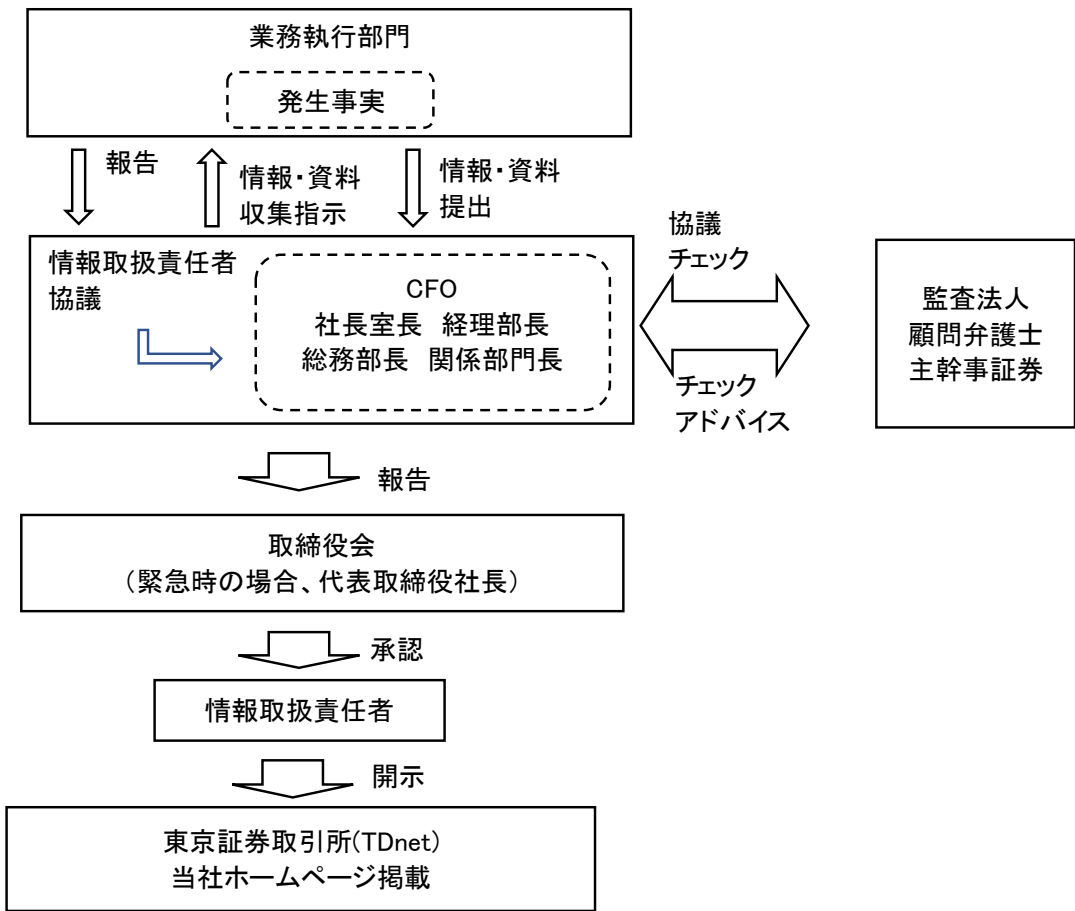 業務執行部門
発生事実
報告
情報・資料
収集指示
情報・資料
提出
情報取扱責任者
協議
CFO
社長室長 経理部長
総務部長 関係部門長
協議
チェック
チェック
アドバイス
監査法人
顧問弁護士
主幹事証券
報告
取締役会
(緊急時の場合、代表取締役社長)
承認
情報取扱責任者
開示
東京証券取引所(TDnet)
当社ホームページ掲載